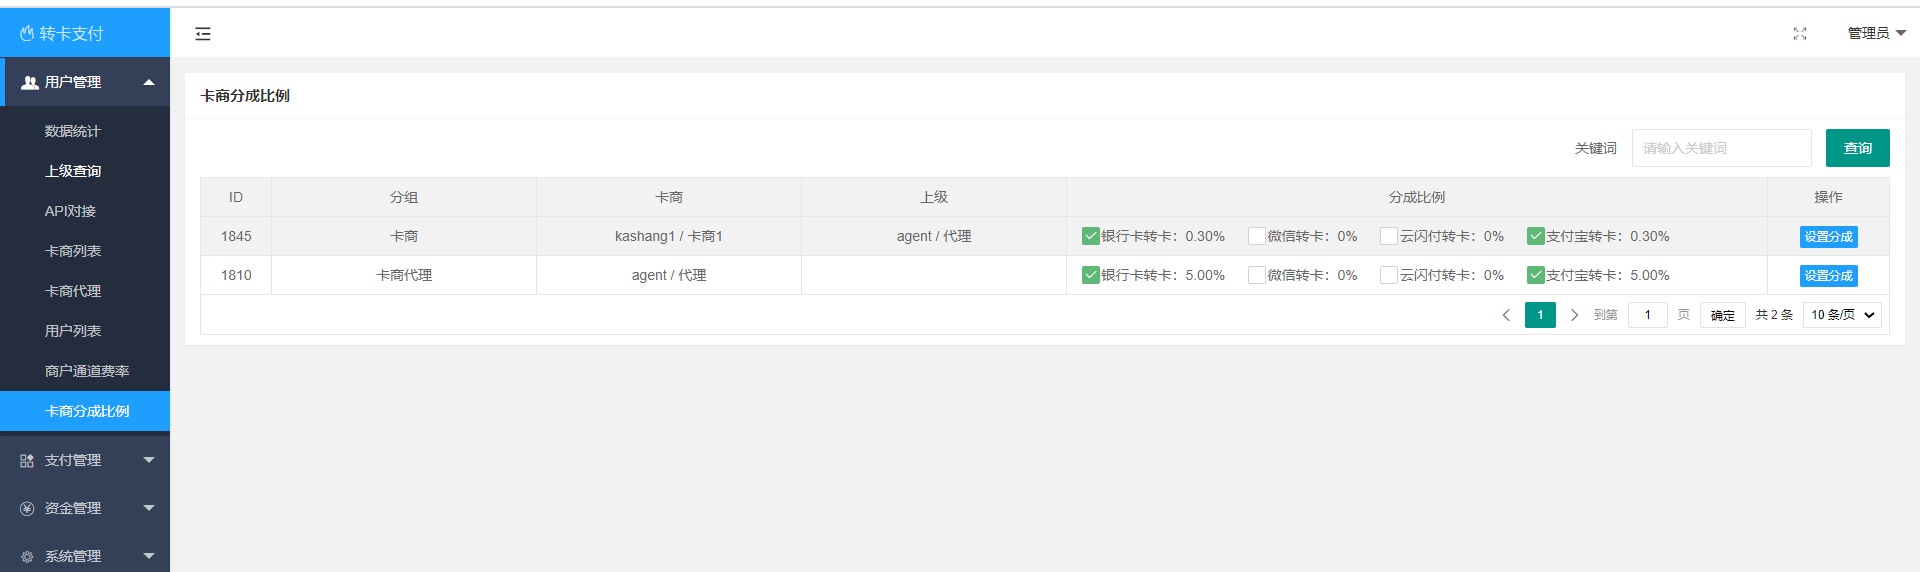 转卡支付
管理员
用户管理
数据统计
上级查询
API对接
卡商列表
卡商代理
用户列表
商户通道费率
卡商分成比例
支付管理
资金管理
系统管理
卡商分成比例
关键词 请输入关键词 查询
ID 分组 卡商 上级 分成比例 操作
1845 卡商 kashang1 / 卡商1 agent / 代理 银行卡转卡：0.30% 微信转卡：0% 云闪付转卡：0% 支付宝转卡：0.30% 设置分成
1810 卡商代理 agent / 代理 银行卡转卡：5.00% 微信转卡：0% 云闪付转卡：0% 支付宝转卡：5.00% 设置分成
1 到第 1 页 确定 共 2 条 10 条/页